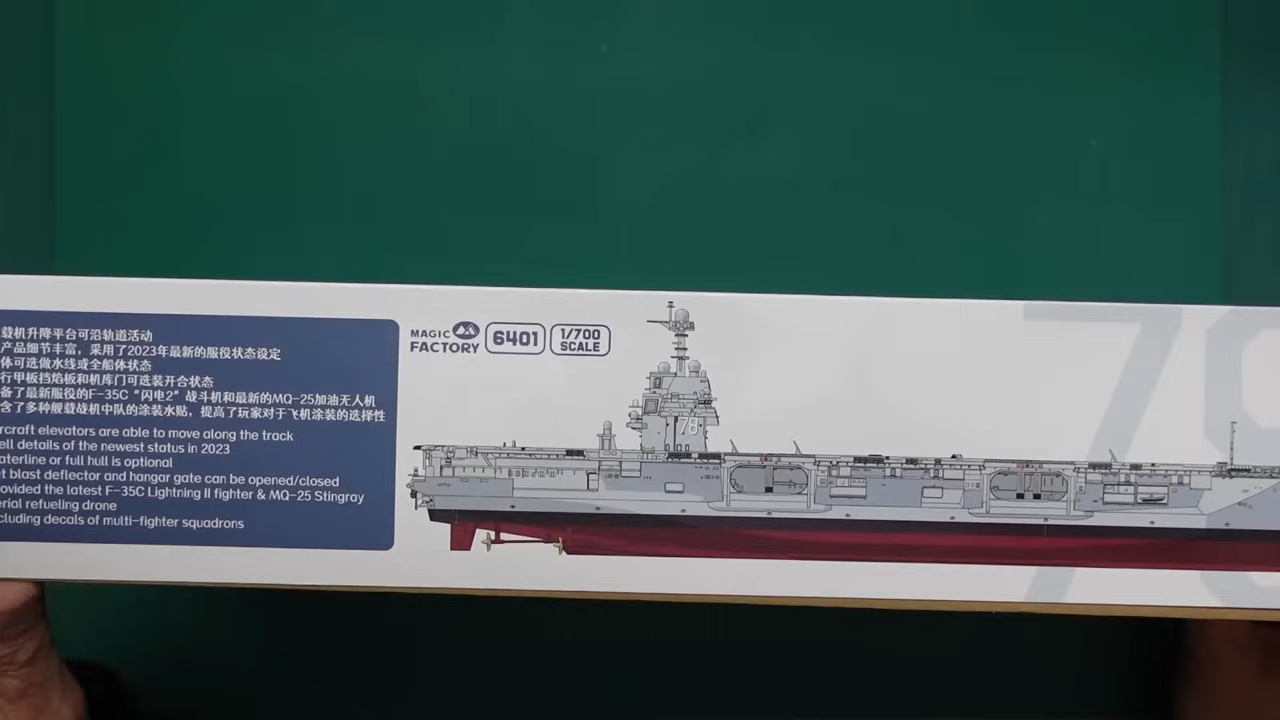 载机升降平台可沿轨道活动
产品细节丰富，采用了2023年最新的服役状态设定
体可选做水线或全船体状态
行甲板挡焰板和机库门可选装开合状态
备了最新服役的F-35C“闪电2”战斗机和最新的MQ-25加油无人机
含了多种舰载战机中队的涂装水贴，提高了玩家对于飞机涂装的选择性
rcraft elevators are able to move along the track
ell details of the newest status in 2023
aterline or full hull is optional
et blast deflector and hangar gate can be opened/closed
rovided the latest F-35C Lightning II fighter & MQ-25 Stingray
erial refueling drone
cluding decals of multi-fighter squadrons
MAGIC FACTORY
6401
1/700 SCALE
78
78